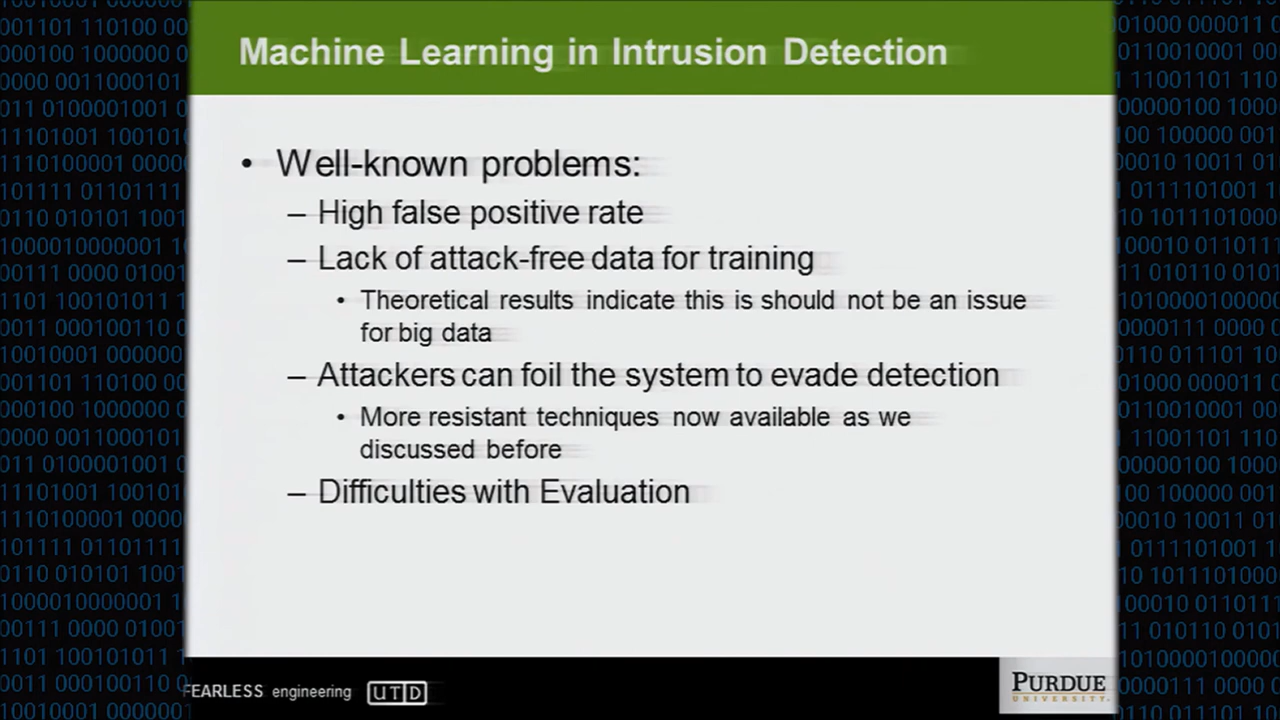 Machine Learning in Intrusion Detection
• Well-known problems:
– High false positive rate
– Lack of attack-free data for training
• Theoretical results indicate this is should not be an issue
for big data
– Attackers can foil the system to evade detection
• More resistant techniques now available as we
discussed before
– Difficulties with Evaluation
FEARLESS engineering UTD
PURDUE
UNIVERSITY